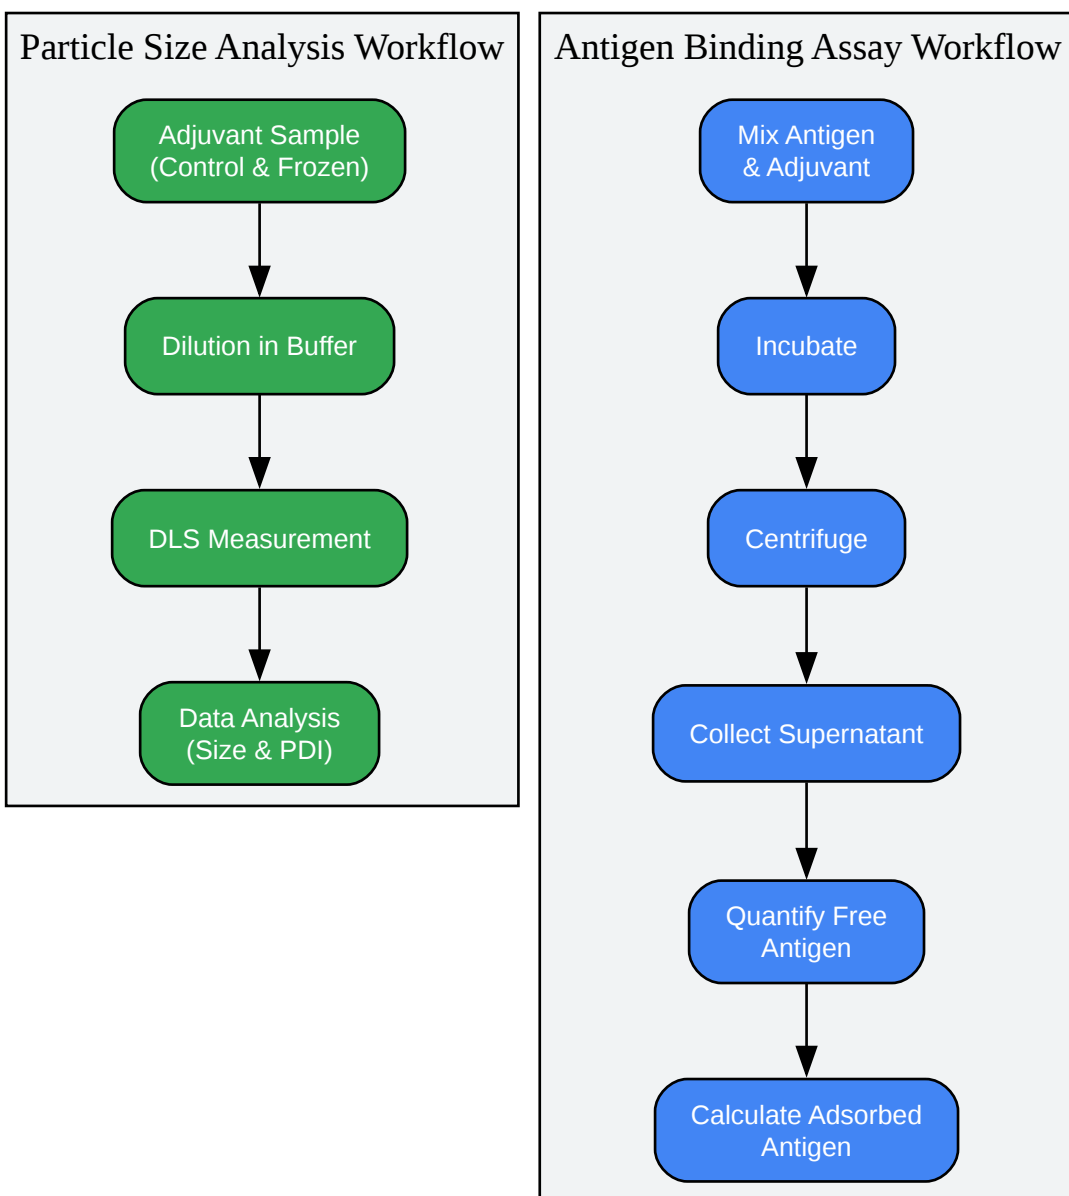 Particle Size Analysis Workflow
Adjuvant Sample
(Control & Frozen)
Dilution in Buffer
DLS Measurement
Data Analysis
(Size & PDI)
Antigen Binding Assay Workflow
Mix Antigen
& Adjuvant
Incubate
Centrifuge
Collect Supernatant
Quantify Free
Antigen
Calculate Adsorbed
Antigen